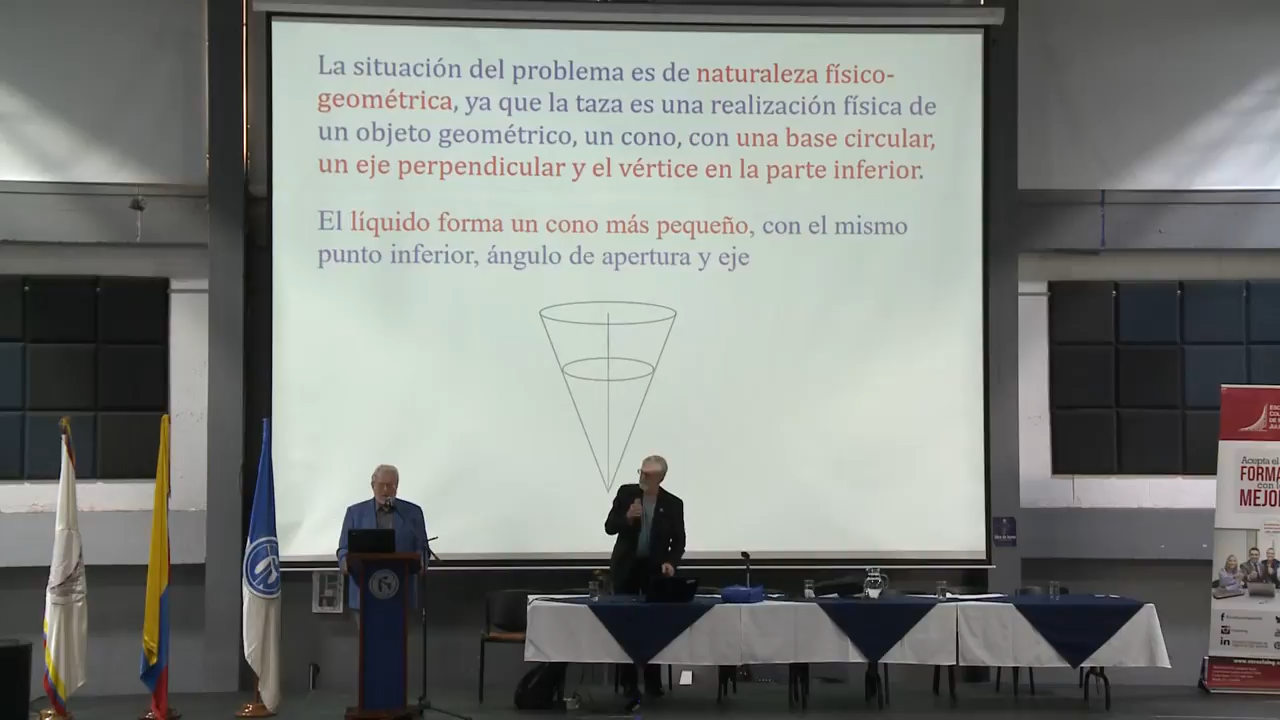 La situación del problema es de naturaleza físico-
geométrica, ya que la taza es una realización física de
un objeto geométrico, un cono, con una base circular,
un eje perpendicular y el vértice en la parte inferior.
El líquido forma un cono más pequeño, con el mismo
punto inferior, ángulo de apertura y eje
Acepta el
FORMA
con l
MEJO